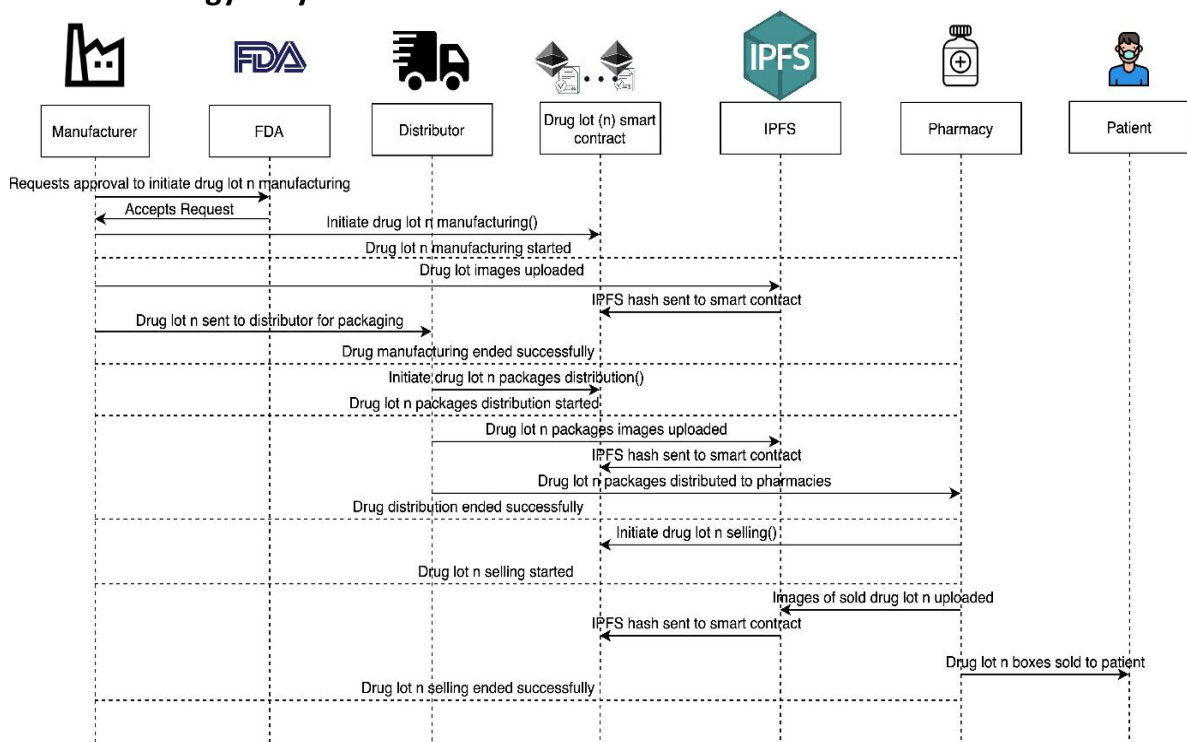 gy
FDA
IPFS
Manufacturer
FDA
Distributor
Drug lot (n) smart
contract
IPFS
Pharmacy
Patient
Requests approval to initiate drug lot n manufacturing
Accepts Request
Initiate drug lot n manufacturing()
Drug lot n manufacturing started
Drug lot images uploaded
IPFS hash sent to smart contract
Drug lot n sent to distributor for packaging
Drug manufacturing ended successfully
Initiate drug lot n packages distribution()
Drug lot n packages distribution started
Drug lot n packages images uploaded
IPFS hash sent to smart contract
Drug lot n packages distributed to pharmacies
Drug distribution ended successfully
Initiate drug lot n selling()
Drug lot n selling started
Images of sold drug lot n uploaded
IPFS hash sent to smart contract
Drug lot n boxes sold to patient
Drug lot n selling ended successfully